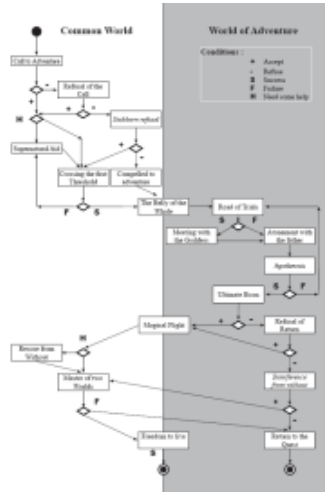 Common World
World of Adventure
Conditions :
+ Accept
- Refuse
S Success
F Failure
H Need some help
Call to Adventure
-
+
Refusal of the
Call
+
-
H
+
Stubborn refusal
+
-
Supernatural Aid
Crossing the first
Threshold
Compelled to
adventure
F
S
The Belly of the
Whale
Road of Trials
S
F
Meeting with
the Goddess
Atonement with
the father
Apotheosis
S
F
Ultimate Boon
+
-
Magical Flight
Refusal of
Return
H
+
-
Rescue from
Without
Interference
from without
Master of two
Worlds
+
-
F
S
Freedom to live
Return to the
Quest